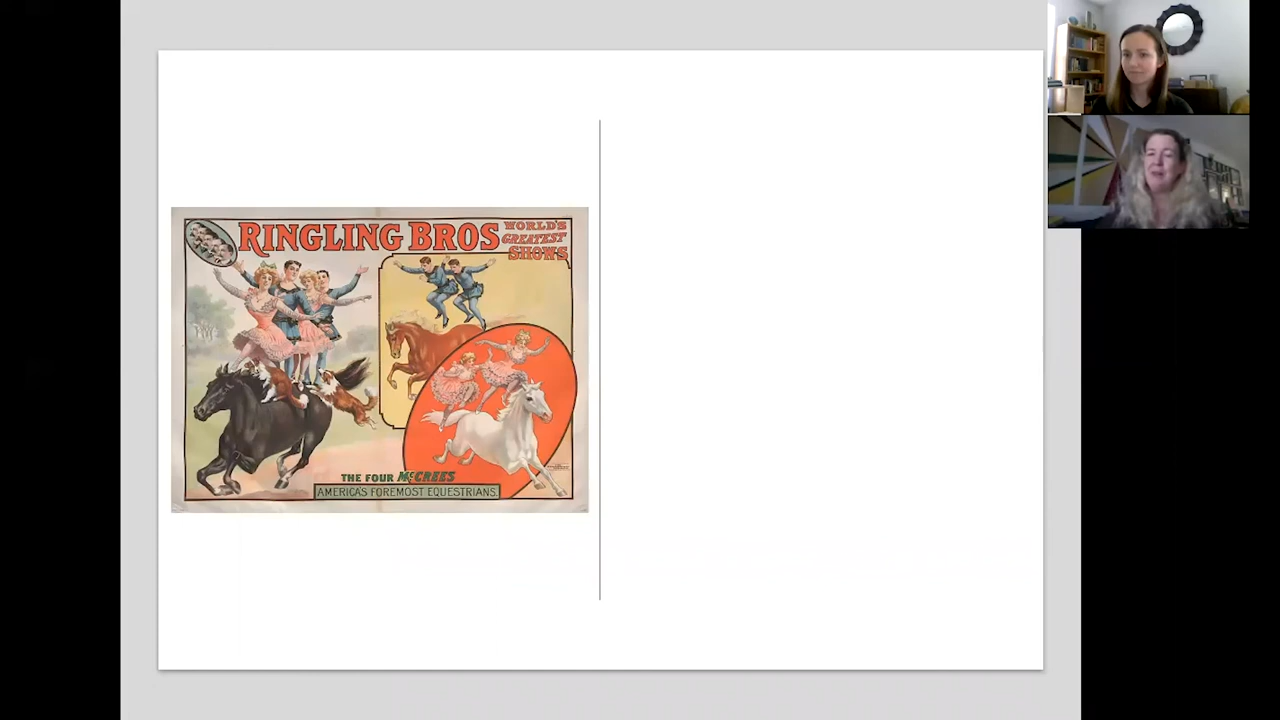 RINGLING BROS
WORLD'S
GREATEST
SHOWS
THE FOUR McCREES
AMERICA'S FOREMOST EQUESTRIANS.